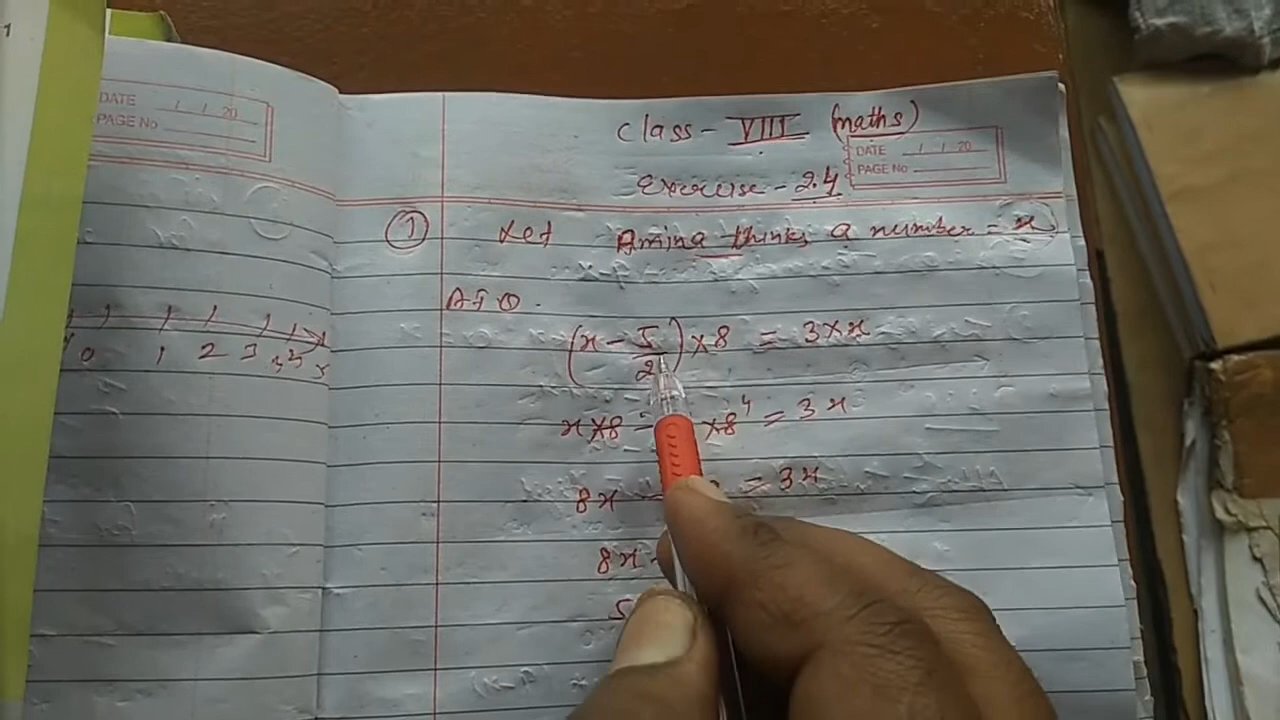 1
DATE / / 20
PAGE No
0 1 2 3
Class - VIII (maths)
DATE / / 20
PAGE No
Exercise - 2.4
① Let Amina thinks a number = x
A.T.Q.
(x - 5/2) × 8 = 3 × x
x × 8 - × 8 4 = 3x
8x - = 3x
8x -
5